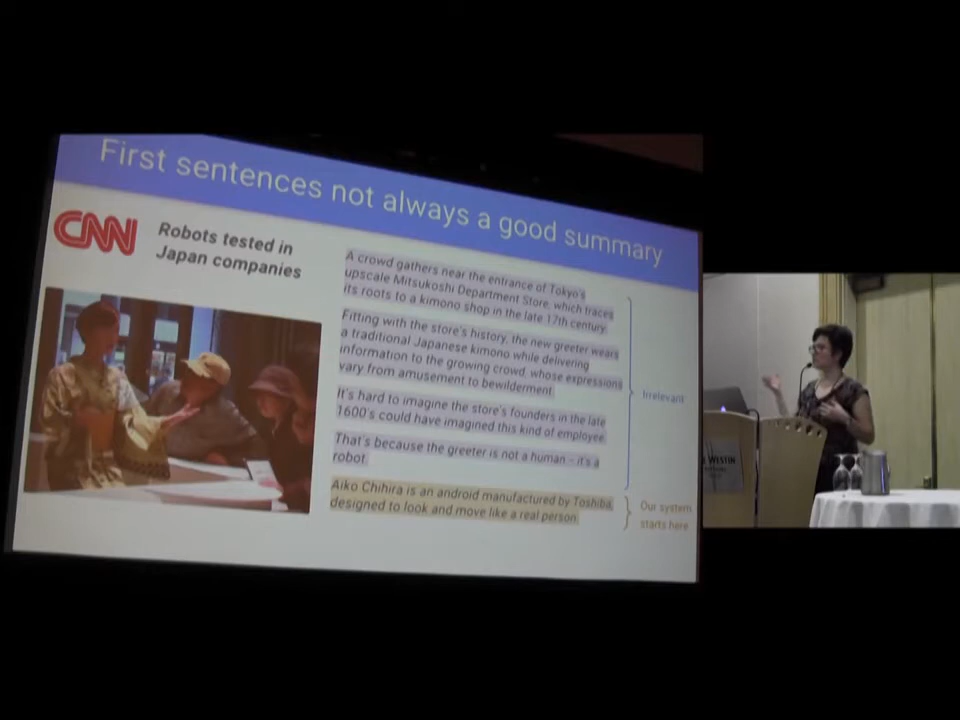 First sentences not always a good summary
CNN
Robots tested in
Japan companies
A crowd gathers near the entrance of Tokyo's
upscale Mitsukoshi Department Store, which traces
its roots to a kimono shop in the late 17th century.
Fitting with the store's history, the new greeter wears
a traditional Japanese kimono while delivering
information to the growing crowd, whose expressions
vary from amusement to bewilderment.
It's hard to imagine the store's founders in the late
1600's could have imagined this kind of employee.
That's because the greeter is not a human – it's a
robot.
Aiko Chihira is an android manufactured by Toshiba,
designed to look and move like a real person.
Irrelevant
Our system
starts here
WESTIN